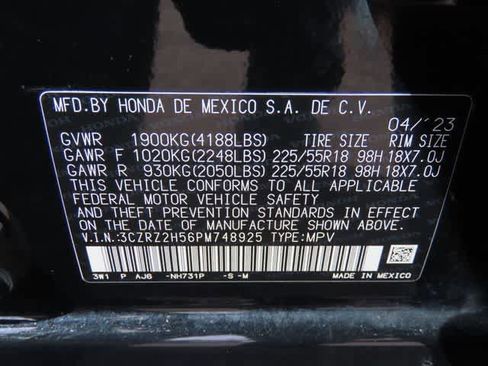 MFD.BY HONDA DE MEXICO S.A. DE C.V.
04/'23
GVWR 1900KG(4188LBS) TIRE SIZE RIM SIZE
GAWR F 1020KG(2248LBS) 225/55R18 98H 18X7.0J
GAWR R 930KG(2050LBS) 225/55R18 98H 18X7.0J
THIS VEHICLE CONFORMS TO ALL APPLICABLE
FEDERAL MOTOR VEHICLE SAFETY AND THEFT
PREVENTION STANDARDS IN EFFECT ON THE
DATE OF MANUFACTURE SHOWN ABOVE.
V.I.N.:3CZRZ2H56PM748925 TYPE:MPV
3W1 P AJ6 -NH731P -S -M MADE IN MEXICO